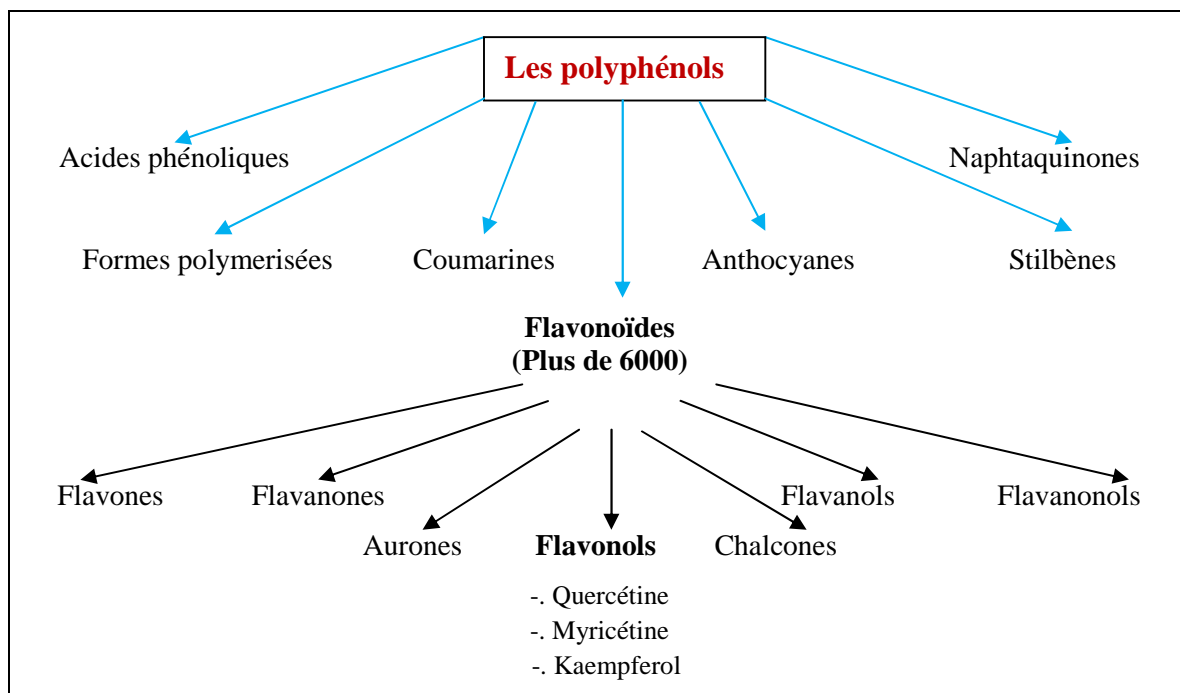 Les polyphénols
Acides phénoliques
Naphtaquinones
Formes polymerisées
Coumarines
Anthocyanes
Stilbènes
Flavonoïdes
(Plus de 6000)
Flavones
Flavanones
Flavanols
Flavanonols
Aurones
Flavonols
Chalcones
-. Quercétine
-. Myricétine
-. Kaempferol